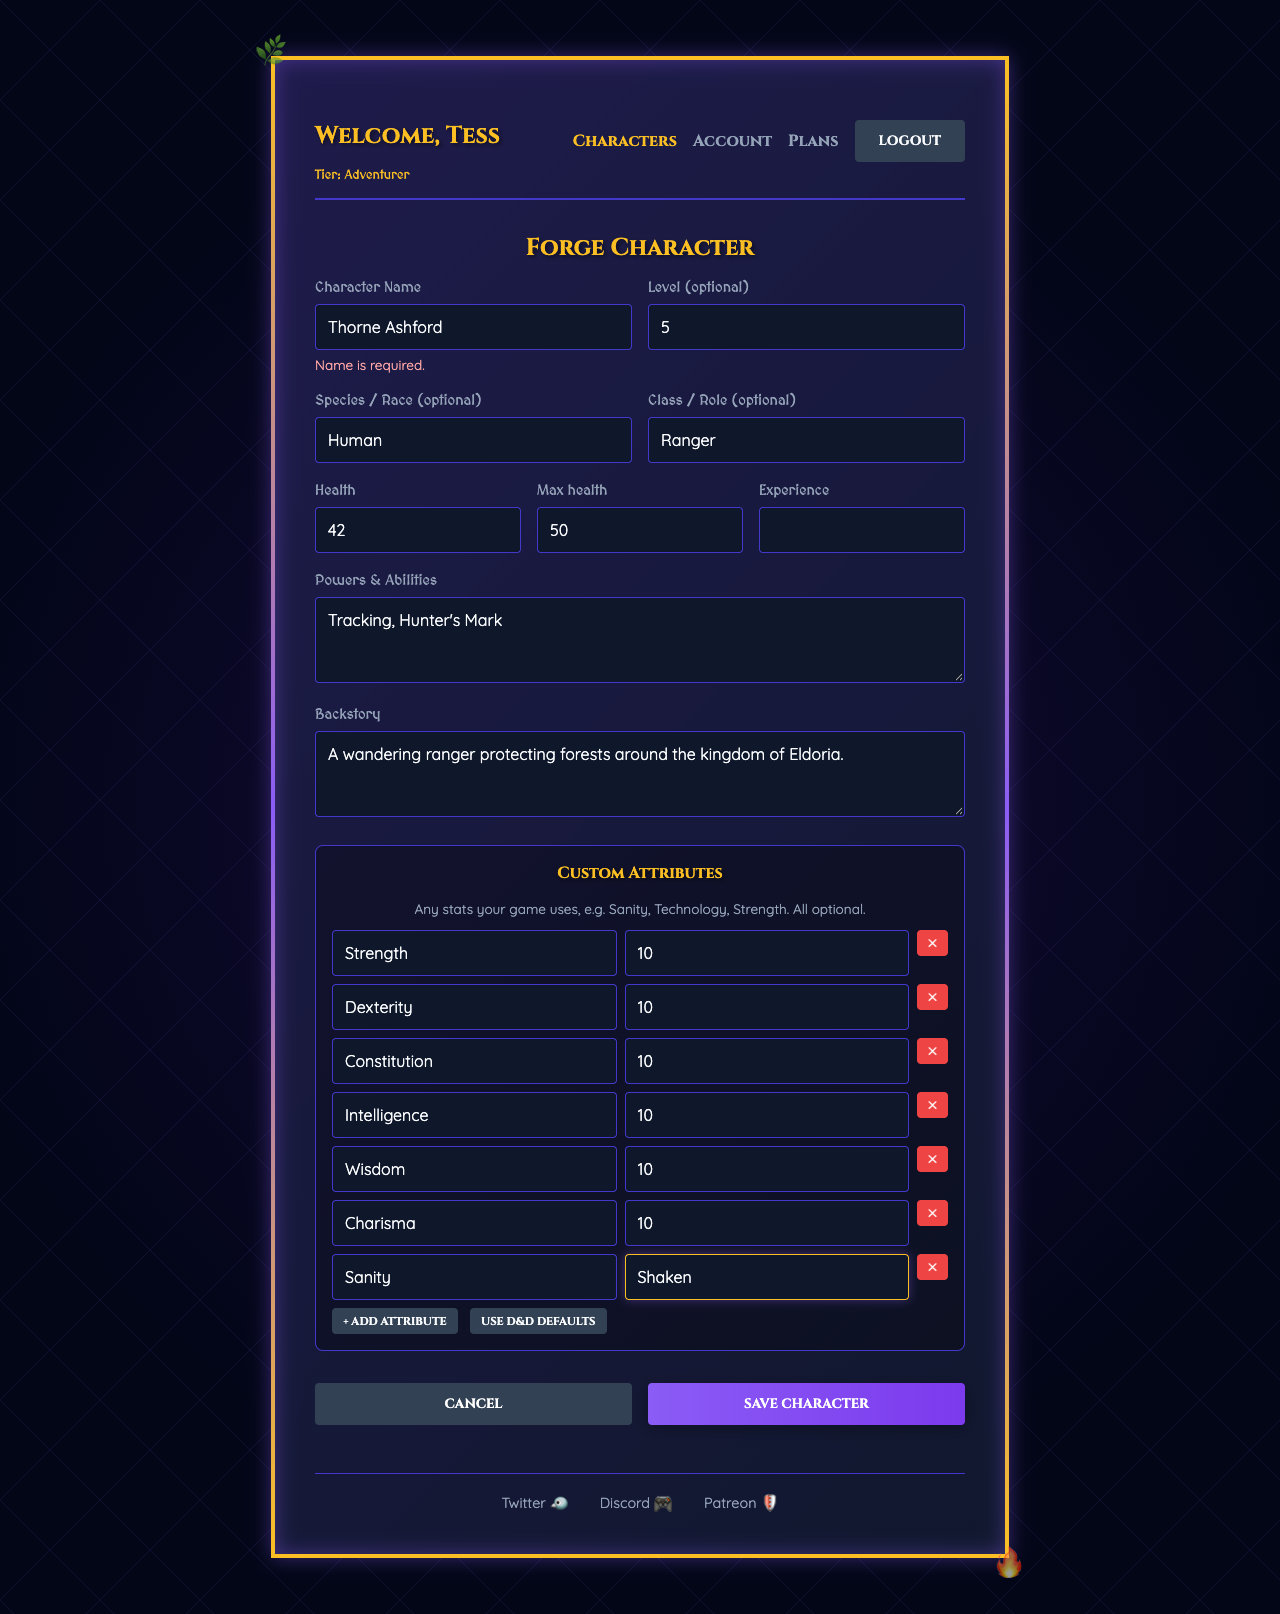 Welcome, Tess
Characters Account Plans LOGOUT
Tier: Adventurer
Forge Character
Character Name Level (optional)
Thorne Ashford 5
Name is required.
Species / Race (optional) Class / Role (optional)
Human Ranger
Health Max health Experience
42 50
Powers & Abilities
Tracking, Hunter's Mark
Backstory
A wandering ranger protecting forests around the kingdom of Eldoria.
Custom Attributes
Any stats your game uses, e.g. Sanity, Technology, Strength. All optional.
Strength 10 ✕
Dexterity 10 ✕
Constitution 10 ✕
Intelligence 10 ✕
Wisdom 10 ✕
Charisma 10 ✕
Sanity Shaken ✕
+ ADD ATTRIBUTE USE D&D DEFAULTS
CANCEL SAVE CHARACTER
Twitter Discord Patreon